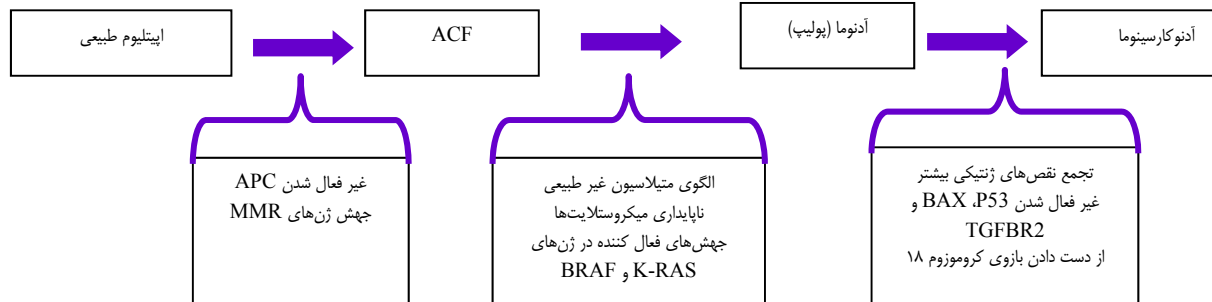 اپیتلیوم طبیعی
ACF
آدنوما (پولیپ)
آدنوکارسینوما
غیر فعال شدن APC
جهش ژن‌های MMR
الگوی متیلاسیون غیر طبیعی
ناپایداری میکروستلایت‌ها
جهش‌های فعال کننده در ژن‌های
K-RAS و BRAF
تجمع نقص‌های ژنتیکی بیشتر
غیر فعال شدن P53، BAX و
TGFBR2
از دست دادن بازوی کروموزوم ۱۸